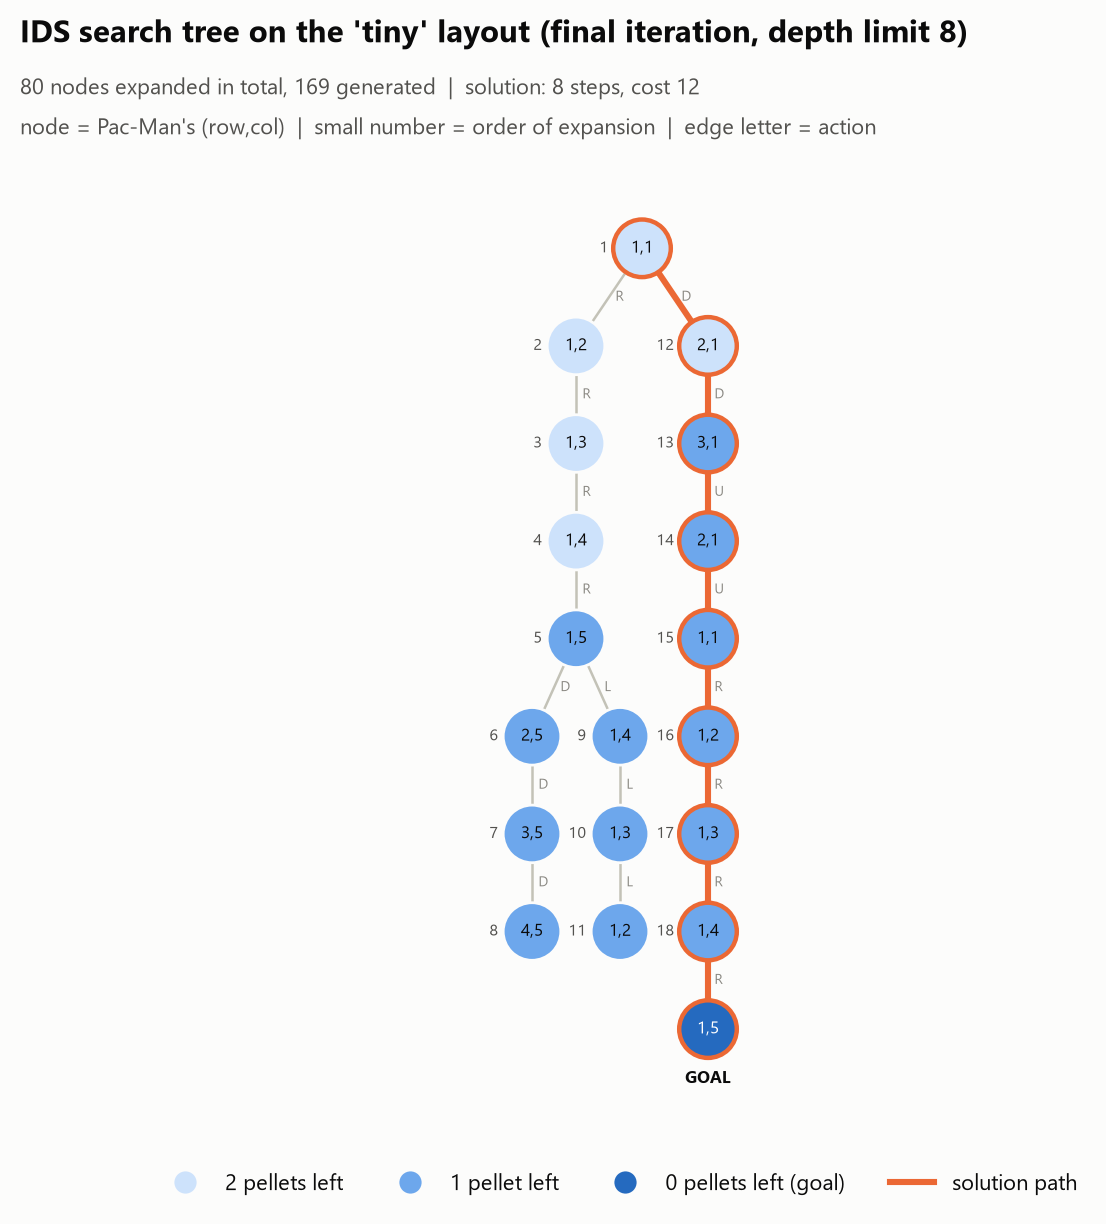 IDS search tree on the 'tiny' layout (final iteration, depth limit 8)
80 nodes expanded in total, 169 generated | solution: 8 steps, cost 12
node = Pac-Man's (row,col) | small number = order of expansion | edge letter = action
1 1,1
R D
2 1,2 12 2,1
R D
3 1,3 13 3,1
R U
4 1,4 14 2,1
R U
5 1,5 15 1,1
D L R
6 2,5 9 1,4 16 1,2
D L R
7 3,5 10 1,3 17 1,3
D L R
8 4,5 11 1,2 18 1,4
R
1,5
GOAL
2 pellets left 1 pellet left 0 pellets left (goal) solution path